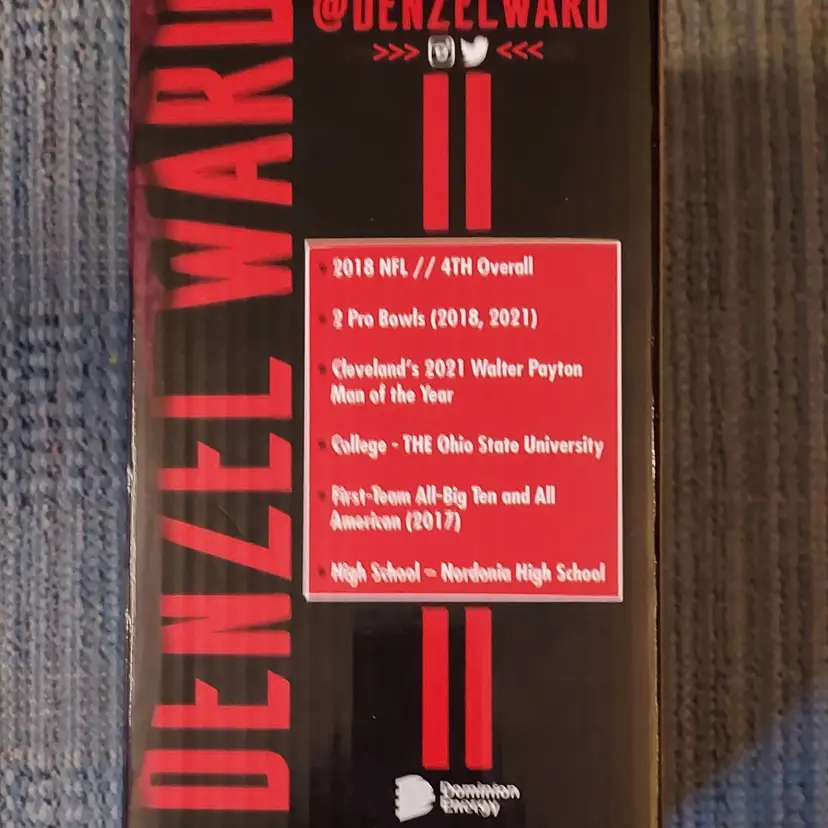 @DENZELWARD
>>> <<<
DENZEL WARD
• 2018 NFL // 4TH Overall
• 2 Pro Bowls (2018, 2021)
• Cleveland's 2021 Walter Payton
Man of the Year
• College - THE Ohio State University
• First-Team All-Big Ten and All
American (2017)
• High School – Nordonia High School
Dominion
Energy